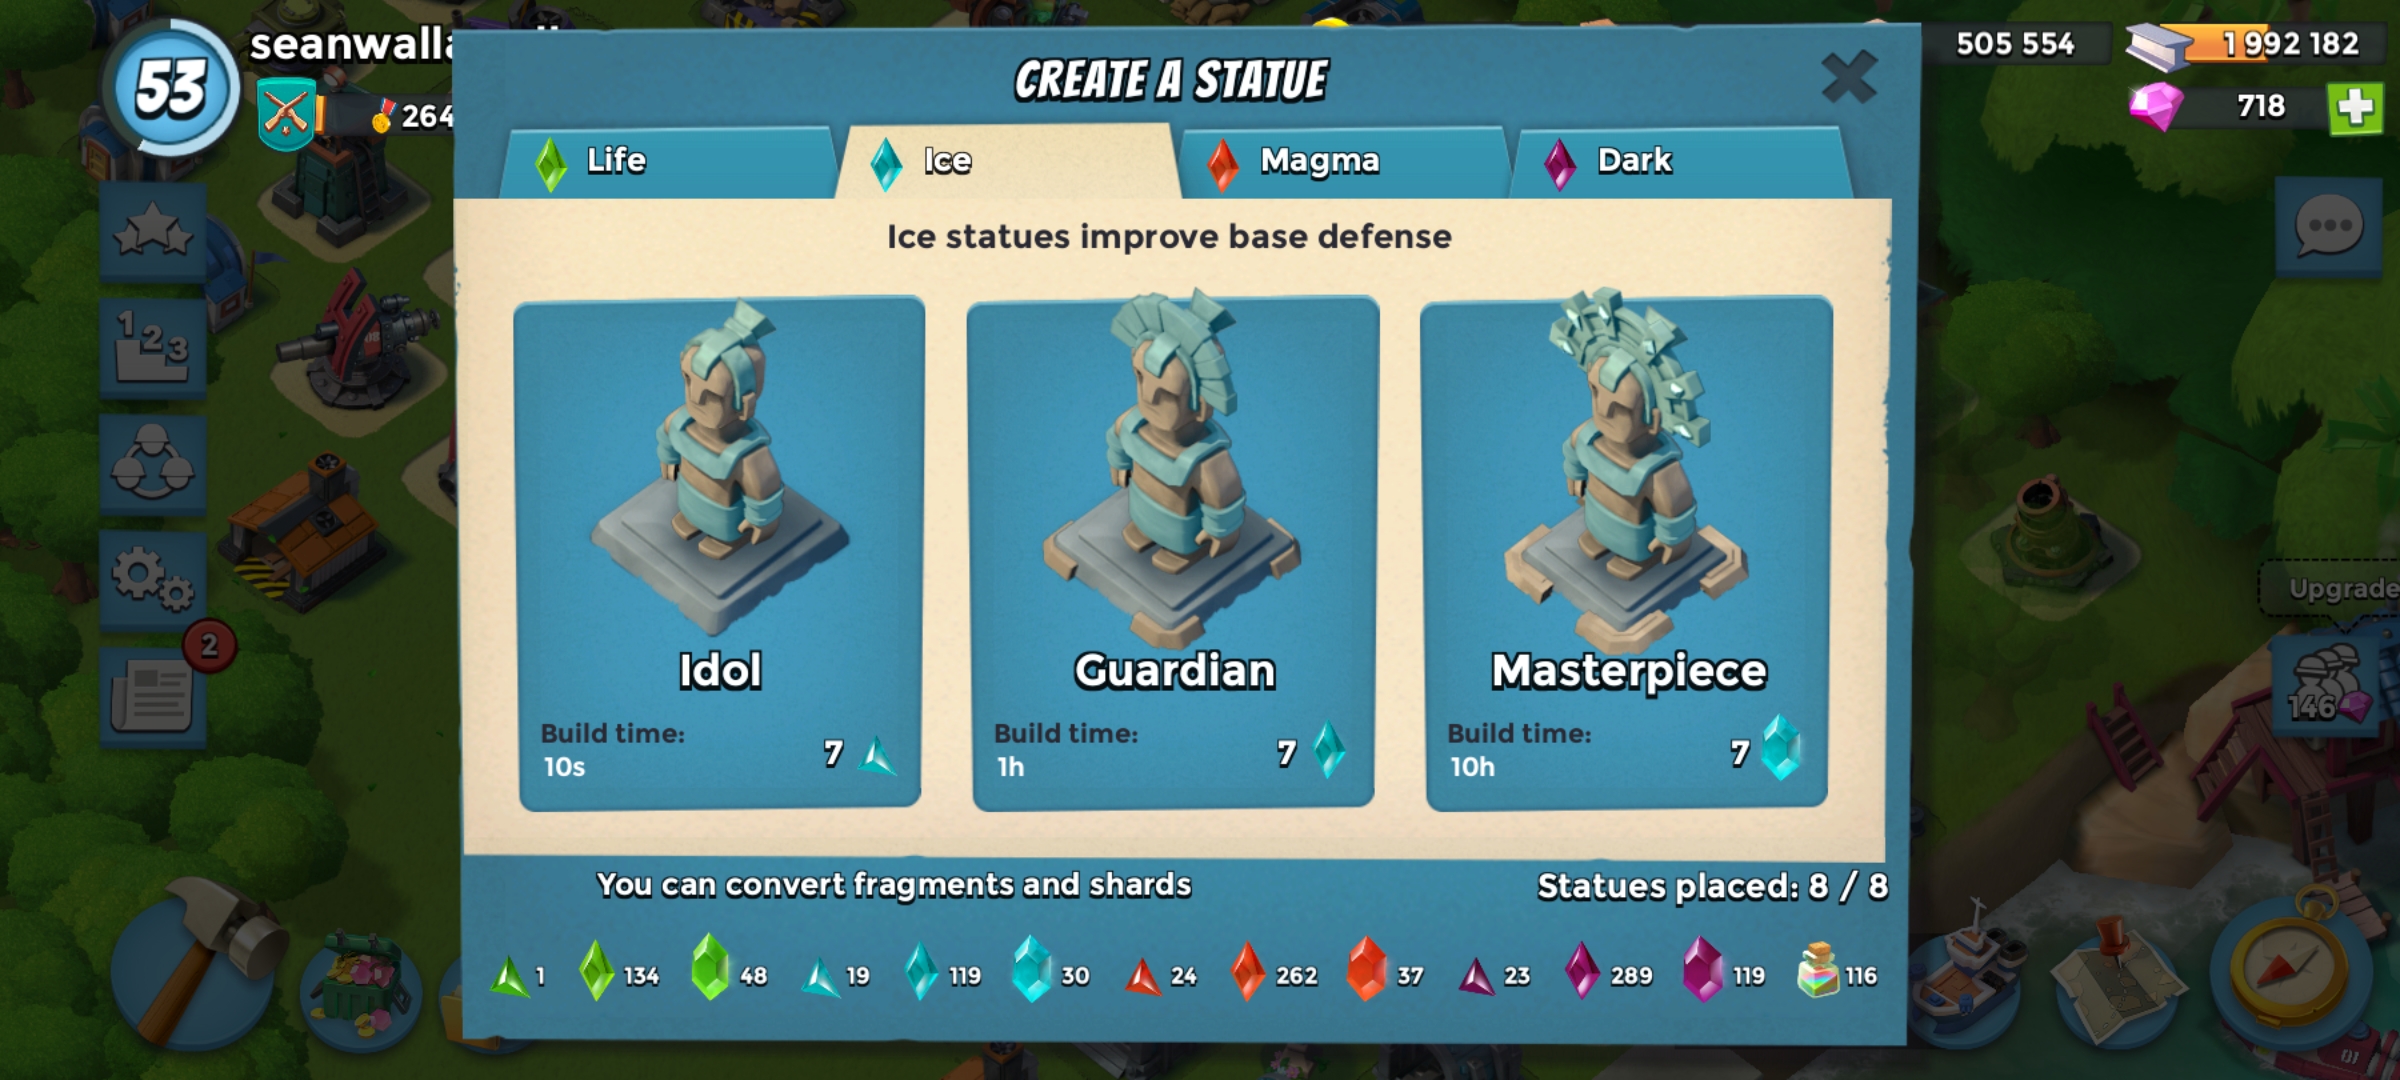 53
505 554
1 992 182
264
718
CREATE A STATUE
Life
Ice
Magma
Dark
Ice statues improve base defense
1 2 3
2
Idol
Build time:
10s
7
Guardian
Build time:
1h
7
Masterpiece
Build time:
10h
7
Upgrade
146
You can convert fragments and shards
Statues placed: 8 / 8
1 134 48 19 119 30 24 262 37 23 289 119 116